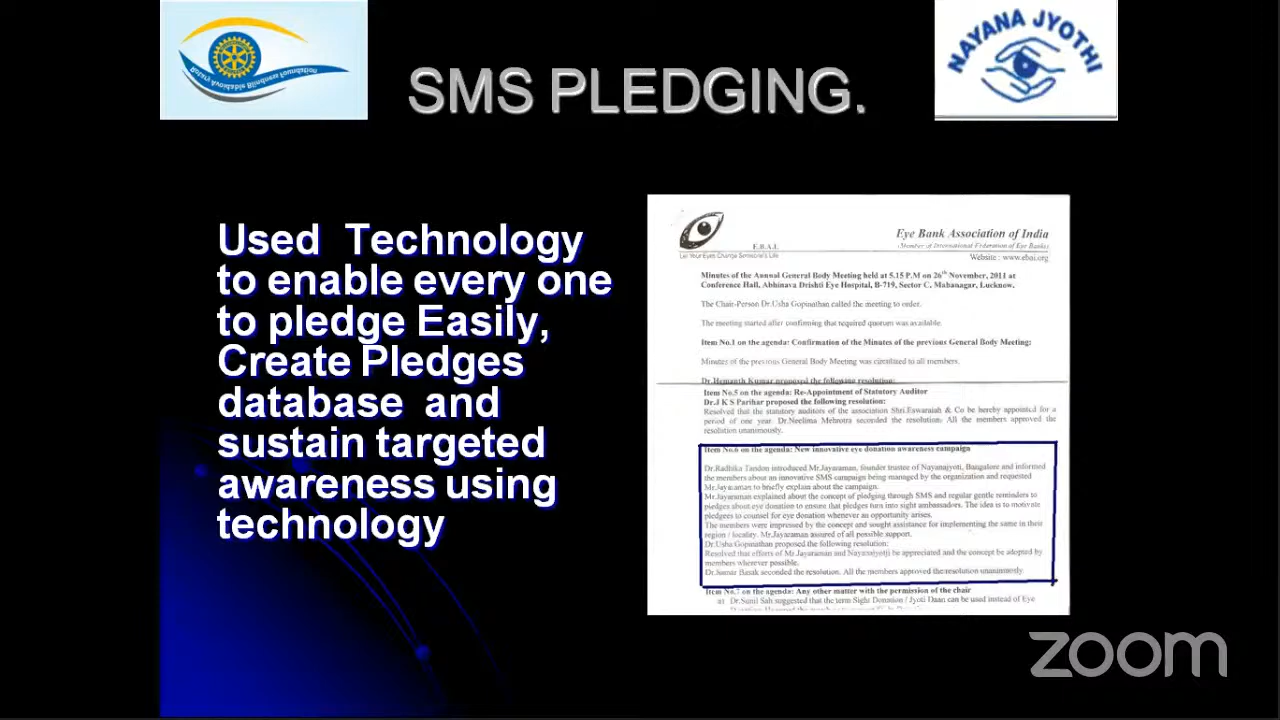 Rotary Avoidable Blindness Foundation
SMS PLEDGING.
NAYANA JYOTHI
Used Technology
to enable every one
to pledge Easily,
Create Pledges
database and
sustain targeted
awareness using
technology
E.B.A.I.
Let Your Eyes Change Someone's Life
Eye Bank Association of India
(Member of International Federation of Eye Banks)
Website : www.ebai.org
Minutes of the Annual General Body Meeting held at 5.15 P.M on 26th November, 2011 at
Conference Hall, Abhinava Drishti Eye Hospital, B-719, Sector C, Mahanagar, Lucknow.
The Chair-Person Dr.Usha Gopinathan called the meeting to order.
The meeting started after confirming that required quorum was available.
Item No.1 on the agenda: Confirmation of the Minutes of the previous General Body Meeting:
Minutes of the previous General Body Meeting was circulated to all members.
Dr.Hemanth Kumar proposed the following resolution:
Item No.5 on the agenda: Re-Appointment of Statutory Auditor
Dr.J K S Parihar proposed the following resolution:
Resolved that the statutory auditors of the association Shri.Eswaraiah & Co be hereby appointed for a
period of one year. Dr.Neelima Mehrotra seconded the resolution. All the members approved the
resolution unanimously.
Item No.6 on the agenda: New innovative eye donation awareness campaign
Dr.Radhika Tandon introduced Mr.Jayaraman, founder trustee of Nayanajyoti, Bangalore and informed
the members about an innovative SMS campaign being managed by the organization and requested
Mr.Jayaraman to briefly explain about the campaign.
Mr.Jayaraman explained about the concept of pledging through SMS and regular gentle reminders to
pledges about eye donation to ensure that pledges turn into sight ambassadors. The idea is to motivate
pledgees to counsel for eye donation whenever an opportunity arises.
The members were impressed by the concept and sought assistance for implementing the same in their
region / locality. Mr.Jayaraman assured of all possible support.
Dr.Usha Gopinathan proposed the following resolution:
Resolved that efforts of Mr.Jayaraman and Nayanajyoti be appreciated and the concept be adopted by
members wherever possible.
Dr.Samar Basak seconded the resolution. All the members approved the resolution unanimously.
Item No.7 on the agenda: Any other matter with the permission of the chair
a) Dr.Sunil Sah suggested that the term Sight Donation / Jyoti Daan can be used instead of Eye
zoom